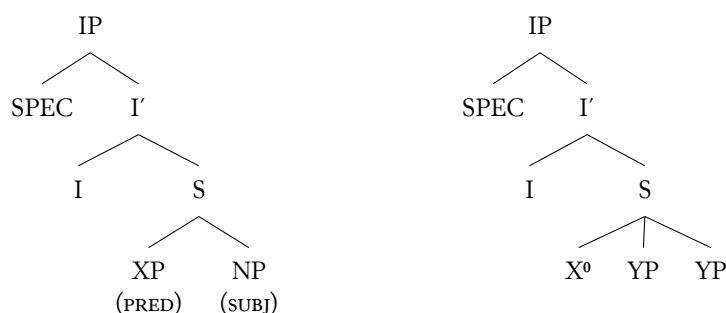 IP IP
SPEC I′ SPEC I′
I S I S
XP NP X⁰ YP YP
(PRED) (SUBJ)